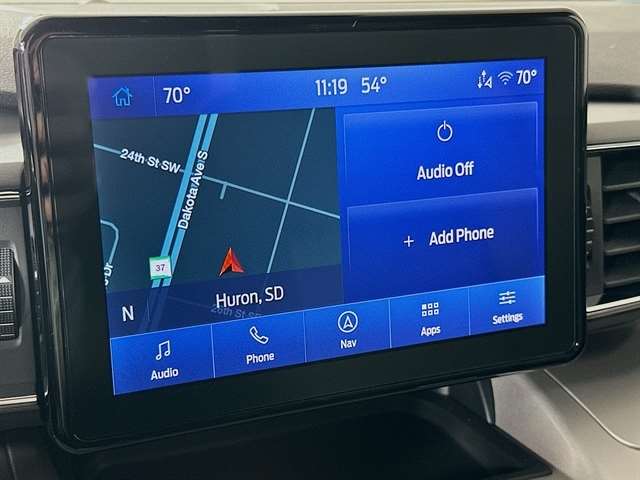 70°
11:19
54°
70°
24th St SW
Dakota Ave S
37
Huron, SD
N
Audio Off
+ Add Phone
Audio
Phone
Nav
Apps
Settings